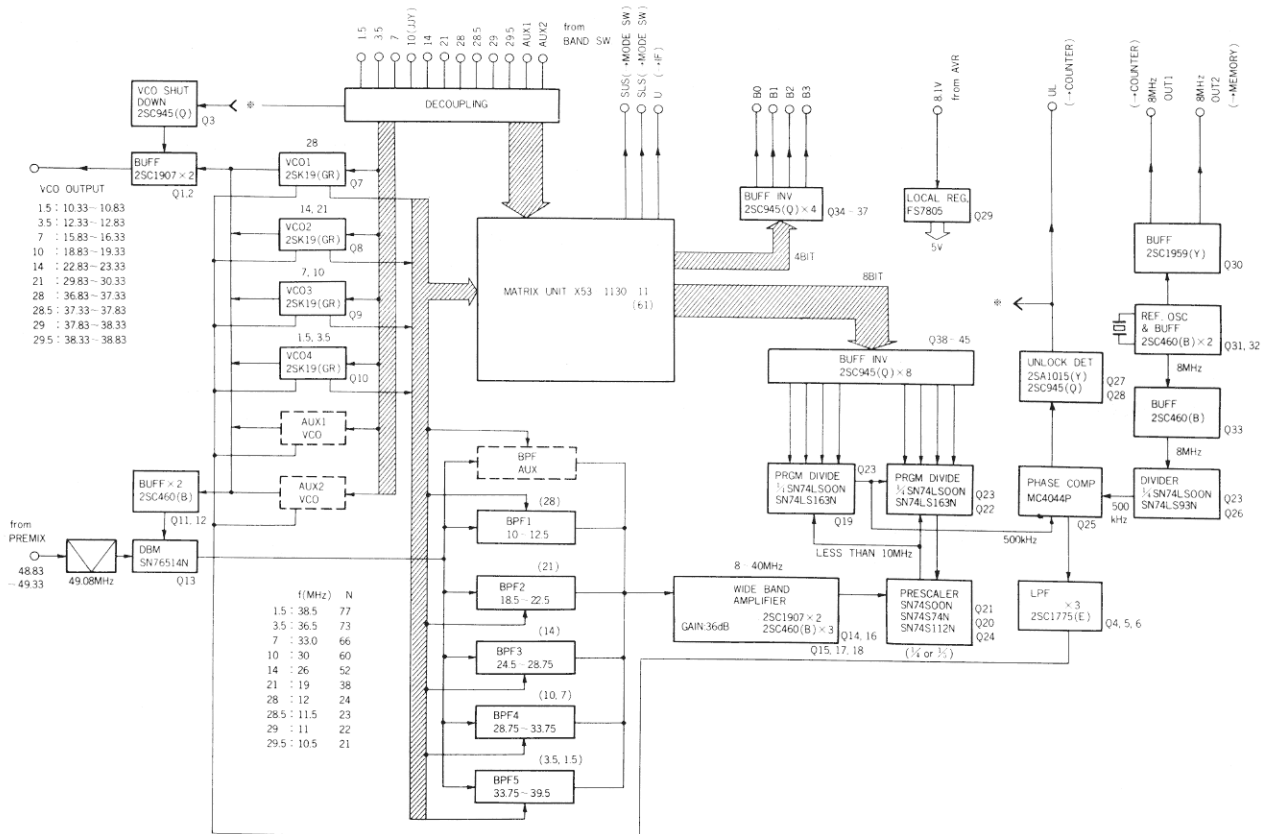 1.5
3.5
7
10(JJY)
14
21
28
28.5
29
29.5
AUX1
AUX2
from
BAND SW
SUS(→MODE SW)
SLS(→MODE SW)
U (→IF)
B0
B1
B2
B3
8.1V
from AVR
UL
(→COUNTER)
(→COUNTER)
8MHz
OUT1
8MHz
OUT2
(→MEMORY)
VCO SHUT
DOWN
2SC945(Q)
Q3
※
DECOUPLING
BUFF
2SC1907×2
Q1,2
VCO OUTPUT
1.5 : 10.33~10.83
3.5 : 12.33~12.83
7 : 15.83~16.33
10 : 18.83~19.33
14 : 22.83~23.33
21 : 29.83~30.33
28 : 36.83~37.33
28.5 : 37.33~37.83
29 : 37.83~38.33
29.5 : 38.33~38.83
28
VCO1
2SK19(GR)
Q7
14, 21
VCO2
2SK19(GR)
Q8
7, 10
VCO3
2SK19(GR)
Q9
1.5, 3.5
VCO4
2SK19(GR)
Q10
AUX1
VCO
AUX2
VCO
MATRIX UNIT X53 1130 11
(61)
BUFF INV
2SC945(Q)×4
Q34-37
4BIT
8BIT
LOCAL REG,
FS7805
Q29
5V
※
BUFF
2SC1959(Y)
Q30
REF. OSC
& BUFF
2SC460(B)×2
Q31, 32
8MHz
UNLOCK DET
2SA1015(Y)
2SC945(Q)
Q27
Q28
BUFF
2SC460(B)
Q33
8MHz
Q38-45
BUFF INV
2SC945(Q)×8
BUFF×2
2SC460(B)
Q11, 12
from
PREMIX
48.83
~49.33
49.08MHz
DBM
SN76514N
Q13
BPF
AUX
(28)
BPF1
10~12.5
(21)
BPF2
18.5~22.5
(14)
BPF3
24.5~28.75
(10, 7)
BPF4
28.75~33.75
(3.5, 1.5)
BPF5
33.75~39.5
f(MHz) N
1.5 : 38.5 77
3.5 : 36.5 73
7 : 33.0 66
10 : 30 60
14 : 26 52
21 : 19 38
28 : 12 24
28.5 : 11.5 23
29 : 11 22
29.5 : 10.5 21
PRGM DIVIDE
SN74LSOON
SN74LS163N
Q23
Q19
PRGM DIVIDE
SN74LSOON
SN74LS163N
Q23
Q22
PHASE COMP
MC4044P
Q25
DIVIDER
SN74LSOON
SN74LS93N
Q23
Q26
500
kHz
500kHz
LESS THAN 10MHz
8-40MHz
WIDE BAND
AMPLIFIER
2SC1907×2
GAIN:36dB 2SC460(B)×3
Q14, 16
Q15, 17, 18
PRESCALER
SN74SOON
SN74S74N
SN74S112N
Q21
Q20
Q24
LPF
×3
2SC1775(E)
Q4, 5, 6